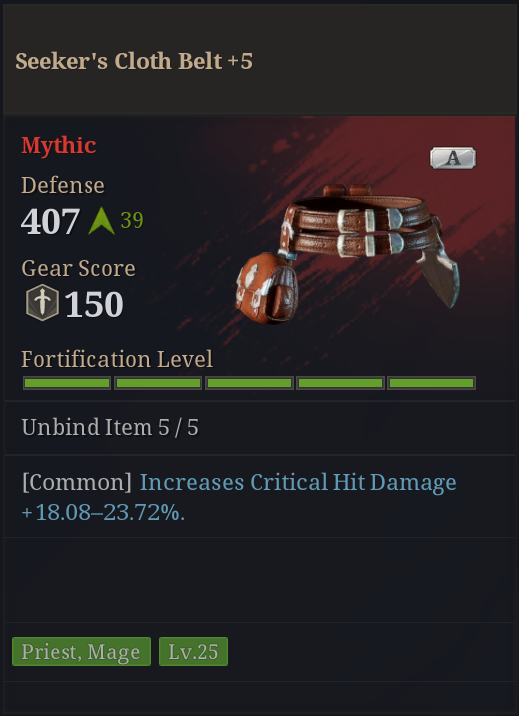 Seeker's Cloth Belt +5
Mythic
A
Defense
407 39
Gear Score
150
Fortification Level
Unbind Item 5 / 5
[Common] Increases Critical Hit Damage
+18.08–23.72%.
Priest, Mage Lv.25